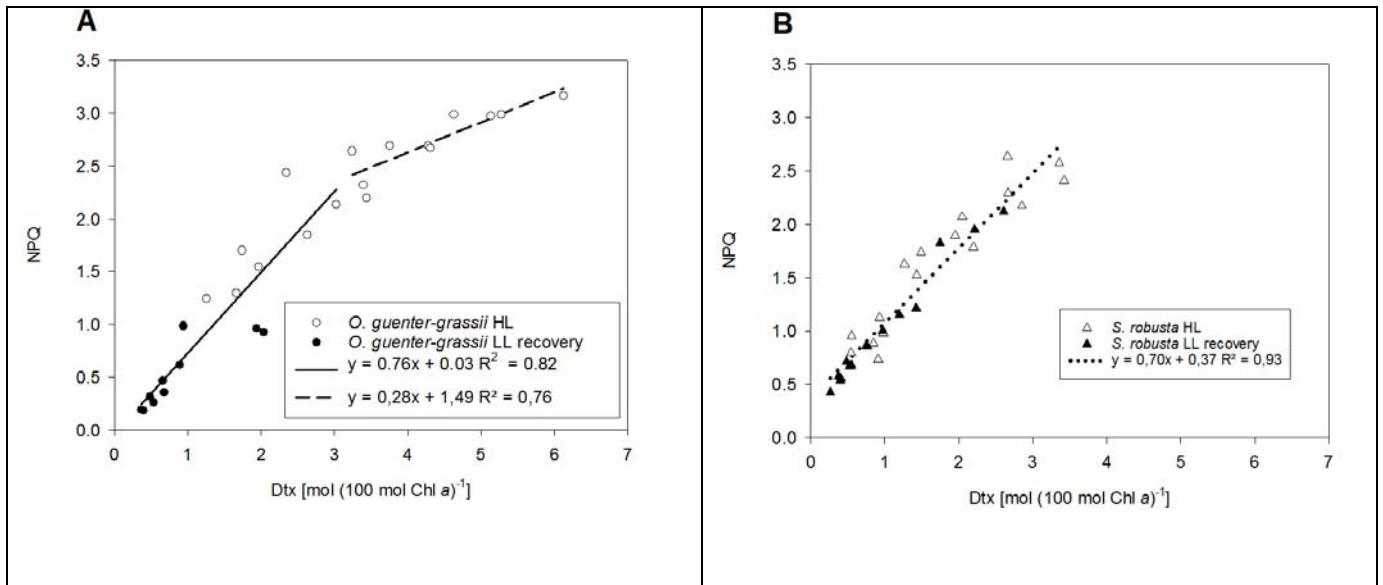 A
3.5
3.0
2.5
2.0
1.5
1.0
0.5
0.0
NPQ
0 1 2 3 4 5 6 7
Dtx [mol (100 mol Chl a)⁻¹]
O. guenter-grassii HL
O. guenter-grassii LL recovery
y = 0.76x + 0.03 R² = 0.82
y = 0,28x + 1,49 R² = 0,76
B
3.5
3.0
2.5
2.0
1.5
1.0
0.5
0.0
NPQ
0 1 2 3 4 5 6 7
Dtx [mol (100 mol Chl a)⁻¹]
S. robusta HL
S. robusta LL recovery
y = 0,70x + 0,37 R² = 0,93